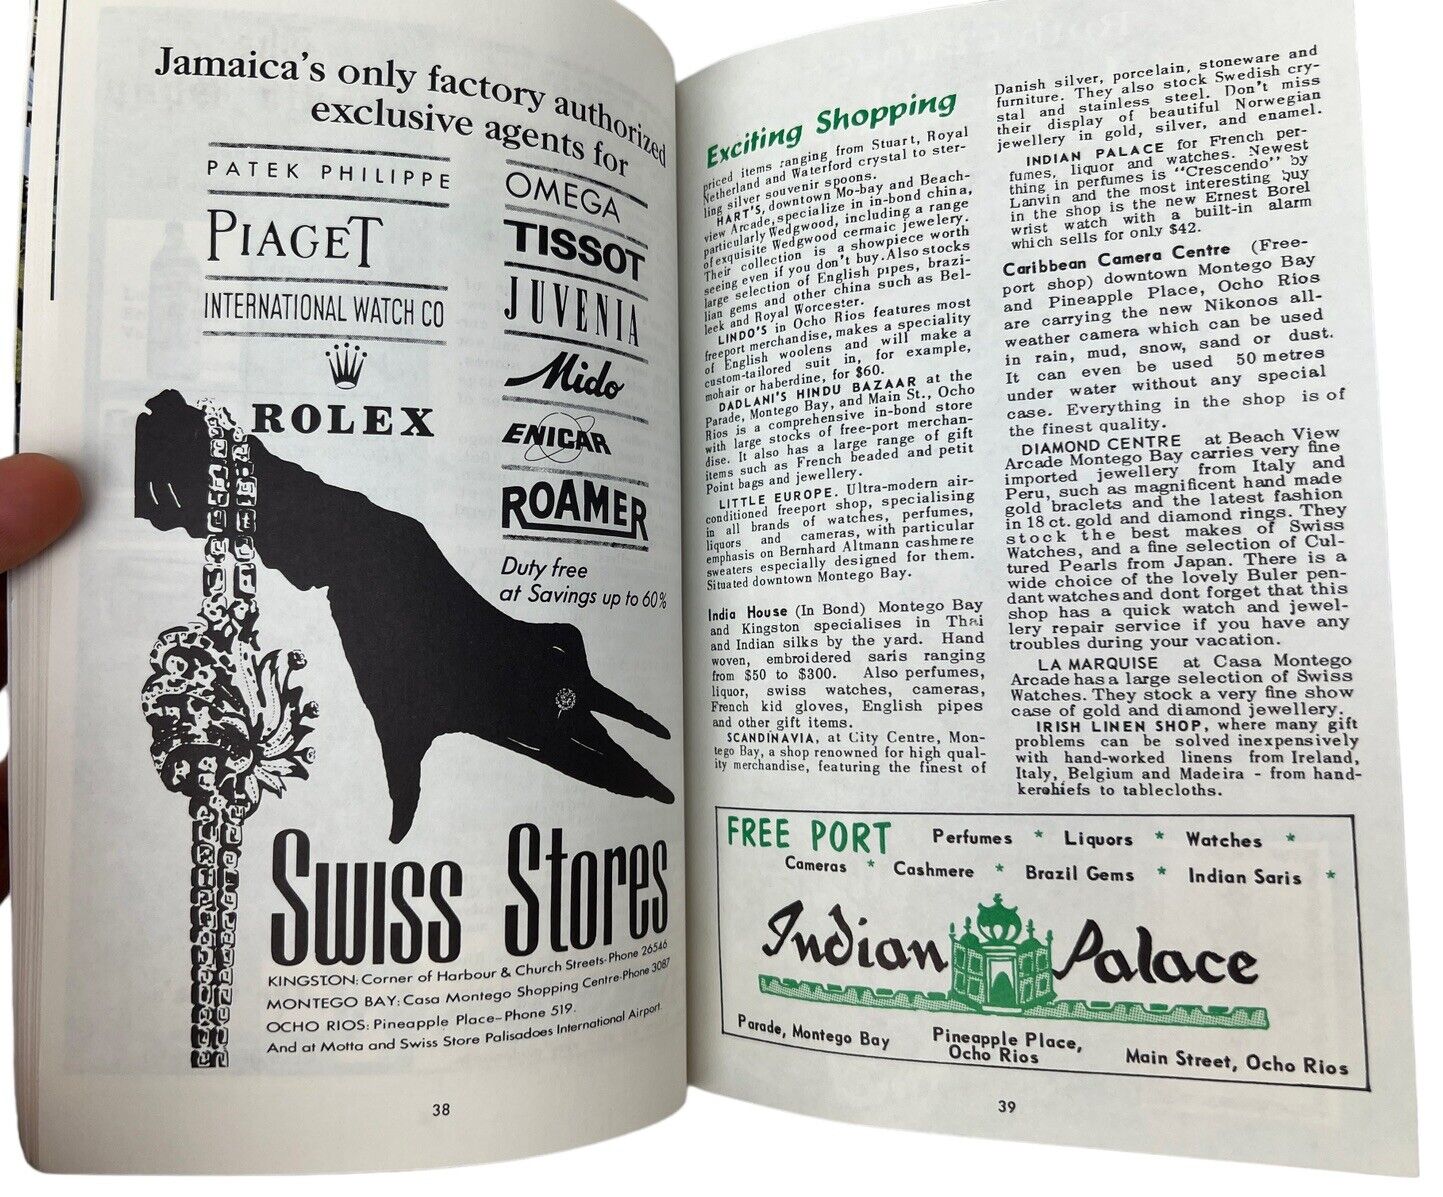 Jamaica's only factory authorized
exclusive agents for
PATEK PHILIPPE
PIAGET
INTERNATIONAL WATCH CO
ROLEX
OMEGA
TISSOT
JUVENIA
Mido
ENICAR
ROAMER
Duty free
at Savings up to 60%
Swiss Stores
KINGSTON: Corner of Harbour & Church Streets-Phone 26546
MONTEGO BAY: Casa Montego Shopping Centre-Phone 3087
OCHO RIOS: Pineapple Place-Phone 519.
And at Motta and Swiss Store Palisadoes International Airport.
38
Exciting Shopping
priced items ranging from Stuart, Royal
Netherland and Waterford crystal to ster-
ling silver souvenir spoons.
HART'S, downtown Mo-bay and Beach-
view Arcade, specialize in in-bond china,
particularly Wedgwood, including a range
of exquisite Wedgwood cermaic jewelery.
Their collection is a showpiece worth
seeing even if you don't buy. Also stocks
large selection of English pipes, brazi-
lian gems and other china such as Bel-
leek and Royal Worcester.
LINDO'S in Ocho Rios features most
freeport merchandise, makes a speciality
of English woolens and will make a
custom-tailored suit in, for example,
mohair or haberdine, for $60.
DADLANI'S HINDU BAZAAR at the
Parade, Montego Bay, and Main St., Ocho
Rios is a comprehensive in-bond store
with large stocks of free-port merchan-
dise. It also has a large range of gift
items such as French beaded and petit
Point bags and jewellery.
LITTLE EUROPE. Ultra-modern air-
conditioned freeport shop, specialising
in all brands of watches, perfumes,
liquors and cameras, with particular
emphasis on Bernhard Altmann cashmere
sweaters especially designed for them.
Situated downtown Montego Bay.
India House (In Bond) Montego Bay
and Kingston specialises in Thai
and Indian silks by the yard. Hand
woven, embroidered saris ranging
from $50 to $300. Also perfumes,
liquor, swiss watches, cameras,
French kid gloves, English pipes
and other gift items.
SCANDINAVIA, at City Centre, Mon-
tego Bay, a shop renowned for high qual-
ity merchandise, featuring the finest of
Danish silver, porcelain, stoneware and
furniture. They also stock Swedish cry-
stal and stainless steel. Don't miss
their display of beautiful Norwegian
jewellery in gold, silver, and enamel.
INDIAN PALACE for French per-
fumes, liquor and watches. Newest
thing in perfumes is "Crescendo" by
Lanvin and the most interesting buy
in the shop is the new Ernest Borel
wrist watch with a built-in alarm
which sells for only $42.
Caribbean Camera Centre (Free-
port shop) downtown Montego Bay
and Pineapple Place, Ocho Rios
are carrying the new Nikonos all-
weather camera which can be used
in rain, mud, snow, sand or dust.
It can even be used 50 metres
under water without any special
case. Everything in the shop is of
the finest quality.
DIAMOND CENTRE at Beach View
Arcade Montego Bay carries very fine
imported jewellery from Italy and
Peru, such as magnificent hand made
gold braclets and the latest fashion
in 18 ct. gold and diamond rings. They
stock the best makes of Swiss
Watches, and a fine selection of Cul-
tured Pearls from Japan. There is a
wide choice of the lovely Buler pen-
dant watches and dont forget that this
shop has a quick watch and jewel-
lery repair service if you have any
troubles during your vacation.
LA MARQUISE at Casa Montego
Arcade has a large selection of Swiss
Watches. They stock a very fine show
case of gold and diamond jewellery.
IRISH LINEN SHOP, where many gift
problems can be solved inexpensively
with hand-worked linens from Ireland,
Italy, Belgium and Madeira - from hand-
kerchiefs to tablecloths.
FREE PORT Perfumes * Liquors * Watches *
Cameras * Cashmere * Brazil Gems * Indian Saris *
Indian Palace
Parade, Montego Bay
Pineapple Place,
Ocho Rios
Main Street, Ocho Rios
39